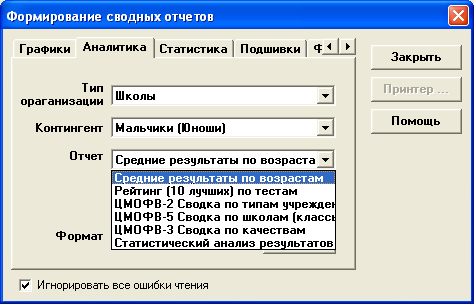 Формирование сводных отчетов
Графики Аналитика Статистика Подшивки Ф
Закрыть
Принтер ...
Помощь
Тип
ораганизации
Школы
Контингент Мальчики (Юноши)
Отчет Средние результаты по возраста
Средние результаты по возрастам
Рейтинг (10 лучших) по тестам
ЦМОФВ-2 Сводка по типам учрежден
ЦМОФВ-5 Сводка по школам (классы
ЦМОФВ-3 Сводка по качествам
Статистический анализ результатов
Формат
Игнорировать все ошибки чтения